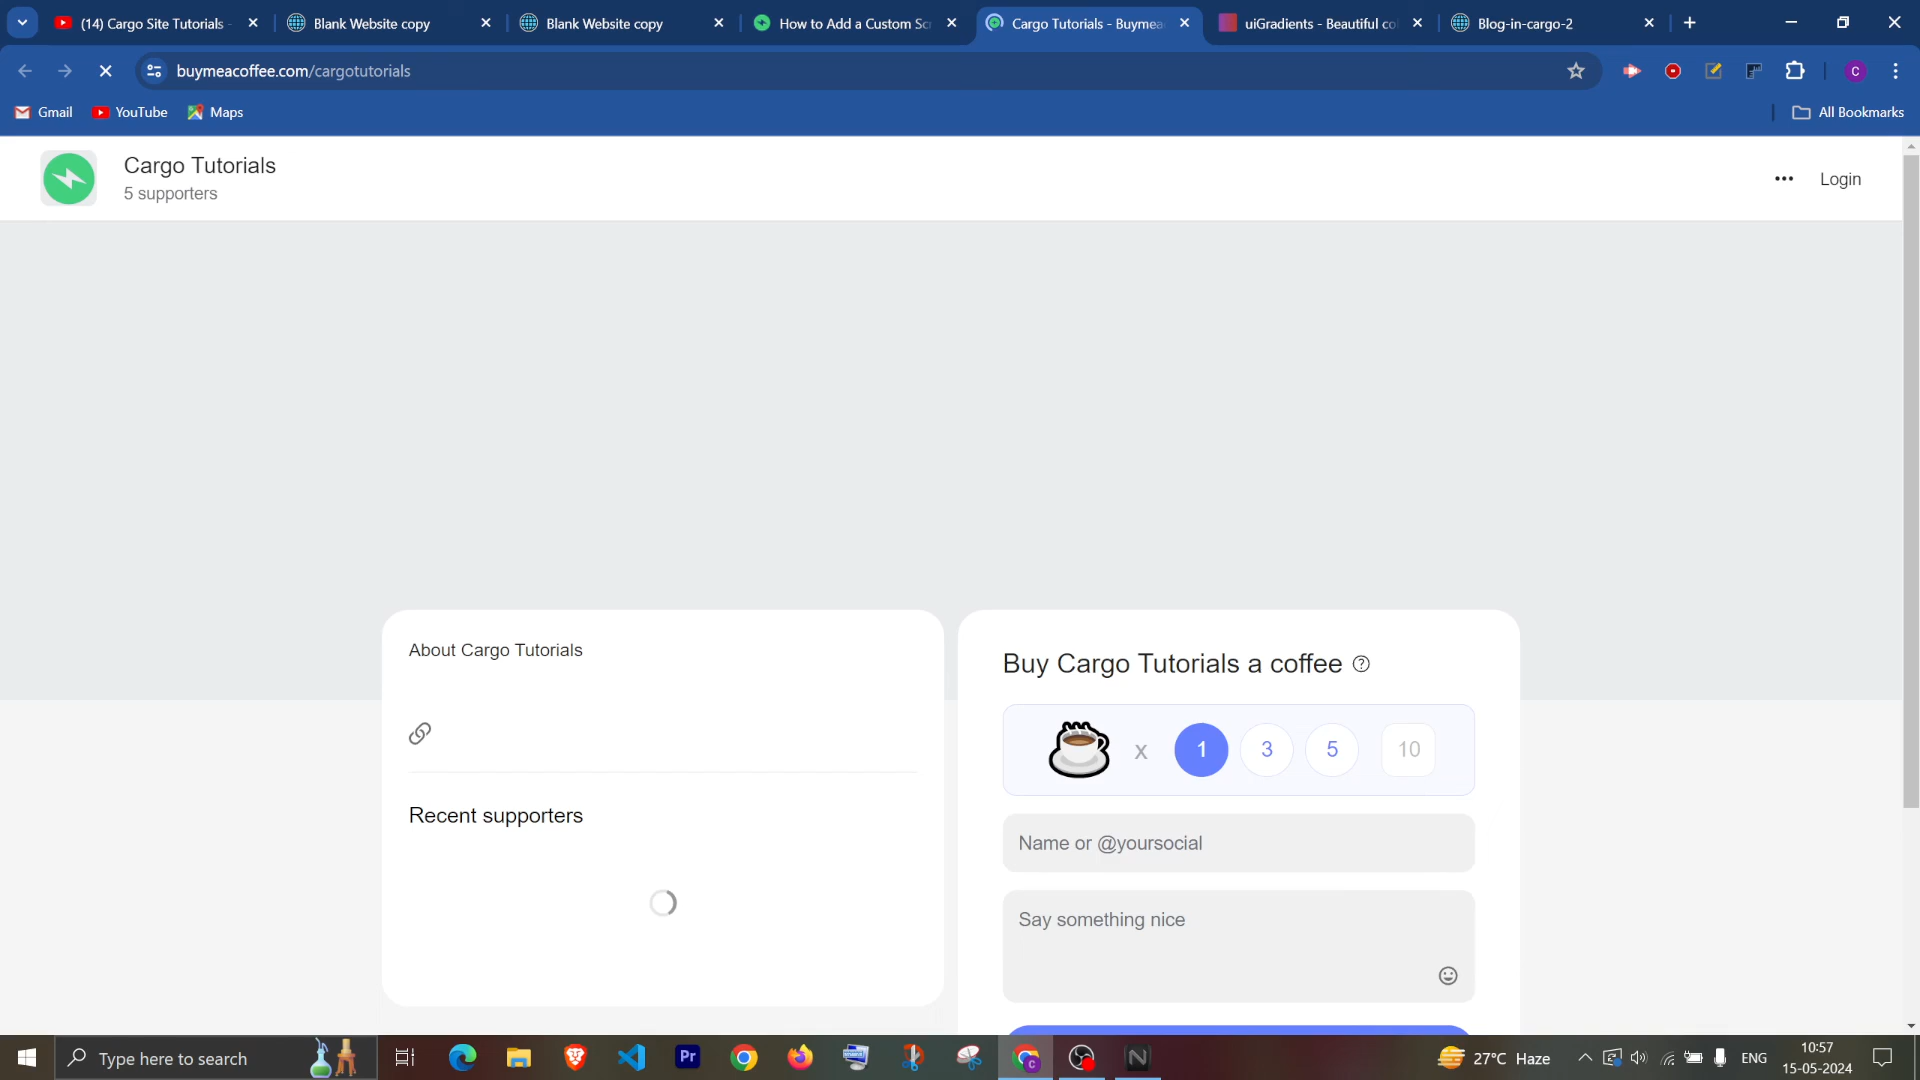 (14) Cargo Site Tutorials -
Blank Website copy
Blank Website copy
How to Add a Custom Scr
Cargo Tutorials - Buymea
uiGradients - Beautiful co
Blog-in-cargo-2
buymeacoffee.com/cargotutorials
C
Gmail
YouTube
Maps
All Bookmarks
Cargo Tutorials
5 supporters
Login
About Cargo Tutorials
Recent supporters
Buy Cargo Tutorials a coffee
x 1 3 5 10
Name or @yoursocial
Say something nice
Type here to search
Pr
C
N
27°C Haze
ENG
10:57
15-05-2024